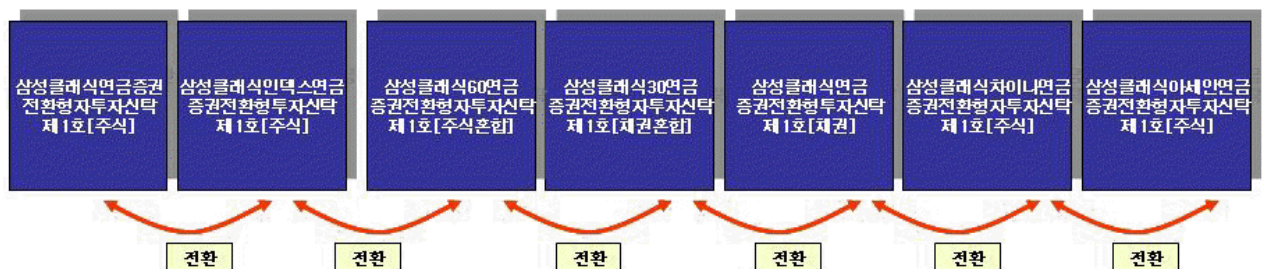 삼성클래식연금증권
전환형자투자신탁
제1호[주식]
삼성클래식인덱스연금
증권전환형자투자신탁
제1호[주식]
삼성클래식60연금
증권전환형자투자신탁
제1호[주식혼합]
삼성클래식30연금
증권전환형자투자신탁
제1호[채권혼합]
삼성클래식연금
증권전환형자투자신탁
제1호[채권]
삼성클래식차이나연금
증권전환형자투자신탁
제1호[주식]
삼성클래식아세안연금
증권전환형자투자신탁
제1호[주식]
전환
전환
전환
전환
전환
전환